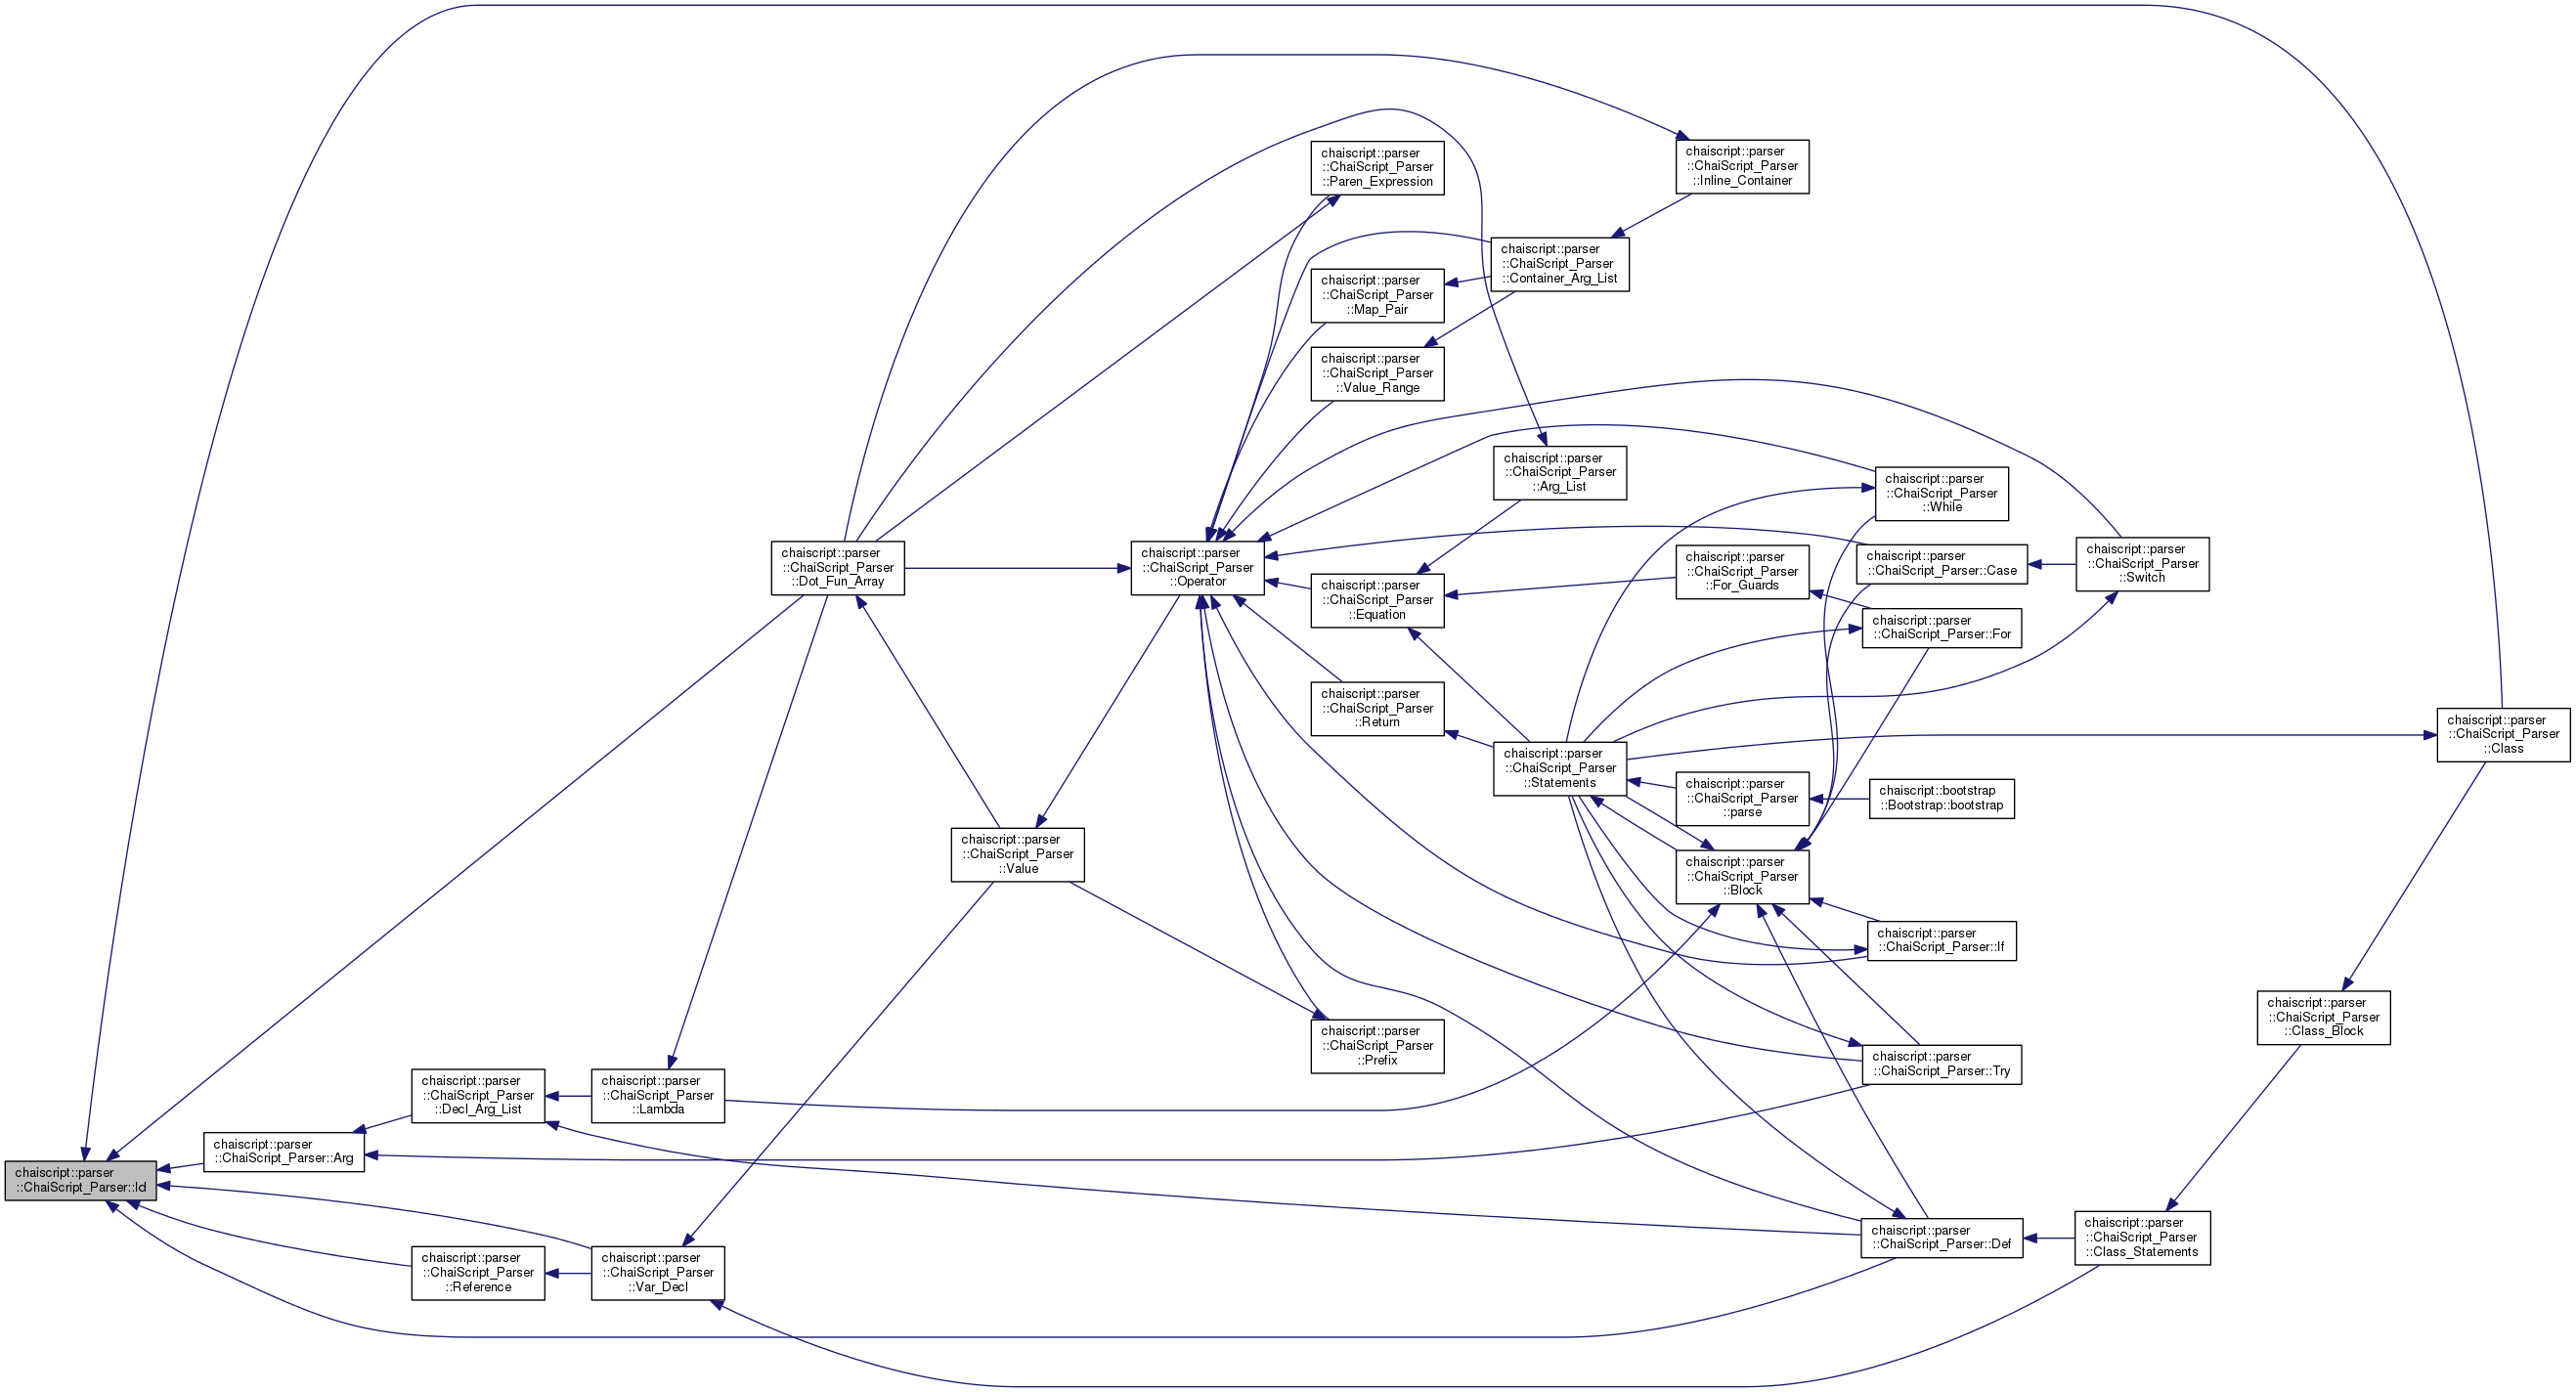 chaiscript::parser
::ChaiScript_Parser
::Paren_Expression
chaiscript::parser
::ChaiScript_Parser
::Inline_Container
chaiscript::parser
::ChaiScript_Parser
::Container_Arg_List
chaiscript::parser
::ChaiScript_Parser
::Map_Pair
chaiscript::parser
::ChaiScript_Parser
::Value_Range
chaiscript::parser
::ChaiScript_Parser
::Arg_List
chaiscript::parser
::ChaiScript_Parser
::While
chaiscript::parser
::ChaiScript_Parser
::Dot_Fun_Array
chaiscript::parser
::ChaiScript_Parser
::Operator
chaiscript::parser
::ChaiScript_Parser
::Equation
chaiscript::parser
::ChaiScript_Parser
::For_Guards
chaiscript::parser
::ChaiScript_Parser::Case
chaiscript::parser
::ChaiScript_Parser
::Switch
chaiscript::parser
::ChaiScript_Parser::For
chaiscript::parser
::ChaiScript_Parser
::Return
chaiscript::parser
::ChaiScript_Parser
::Statements
chaiscript::parser
::ChaiScript_Parser
::Class
chaiscript::parser
::ChaiScript_Parser
::parse
chaiscript::bootstrap
::Bootstrap::bootstrap
chaiscript::parser
::ChaiScript_Parser
::Value
chaiscript::parser
::ChaiScript_Parser
::Block
chaiscript::parser
::ChaiScript_Parser::If
chaiscript::parser
::ChaiScript_Parser
::Class_Block
chaiscript::parser
::ChaiScript_Parser
::Prefix
chaiscript::parser
::ChaiScript_Parser::Try
chaiscript::parser
::ChaiScript_Parser
::Decl_Arg_List
chaiscript::parser
::ChaiScript_Parser
::Lambda
chaiscript::parser
::ChaiScript_Parser::Arg
chaiscript::parser
::ChaiScript_Parser::Id
chaiscript::parser
::ChaiScript_Parser
::Reference
chaiscript::parser
::ChaiScript_Parser
::Var_Decl
chaiscript::parser
::ChaiScript_Parser::Def
chaiscript::parser
::ChaiScript_Parser
::Class_Statements